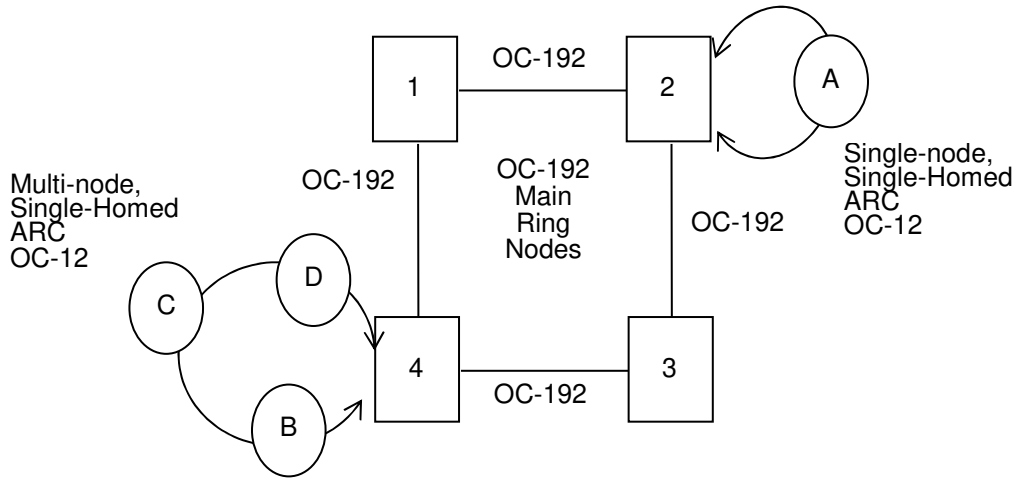 OC-192
1
2
A
OC-192
OC-192
Main
Ring
Nodes
OC-192
Single-node,
Single-Homed
ARC
OC-12
Multi-node,
Single-Homed
ARC
OC-12
C
D
4
3
OC-192
B